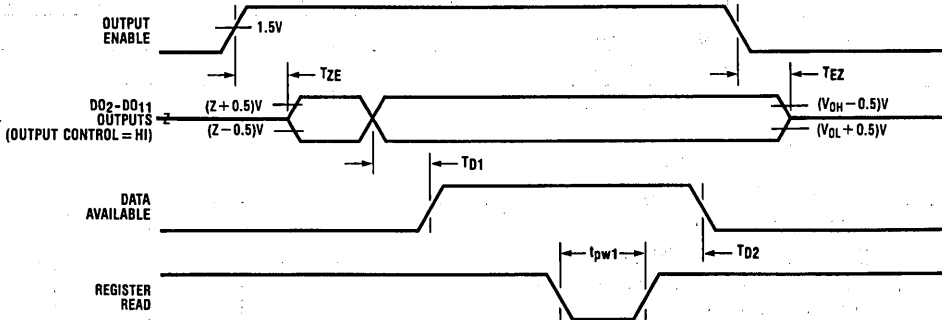 OUTPUT
ENABLE
1.5V
TZE
TEZ
DO2-DO11
OUTPUTS
(OUTPUT CONTROL = HI)
Z
(Z + 0.5)V
(Z − 0.5)V
(VOH − 0.5)V
(VOL + 0.5)V
TD1
DATA
AVAILABLE
TD2
tpw1
REGISTER
READ